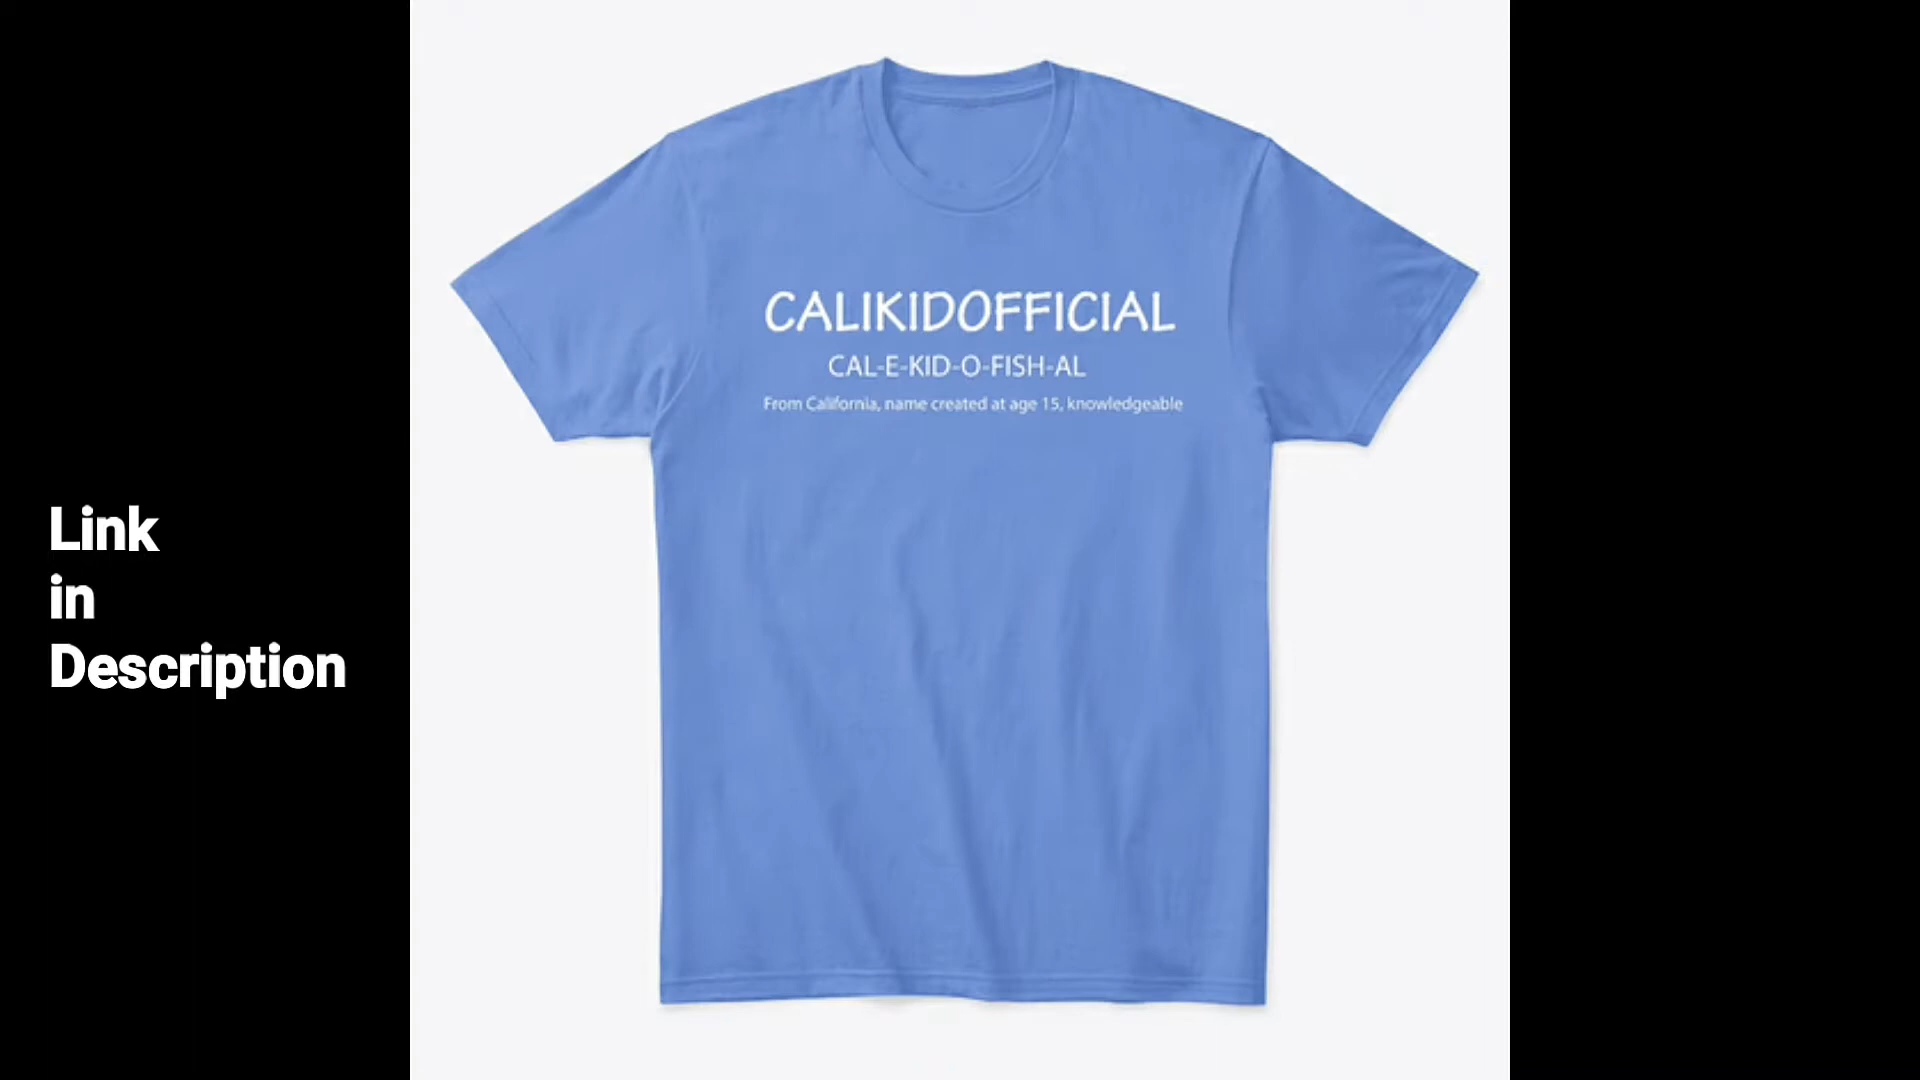 CALIKIDOFFICIAL
CAL-E-KID-O-FISH-AL
From California, name created at age 15, knowledgeable
Link
in
Description